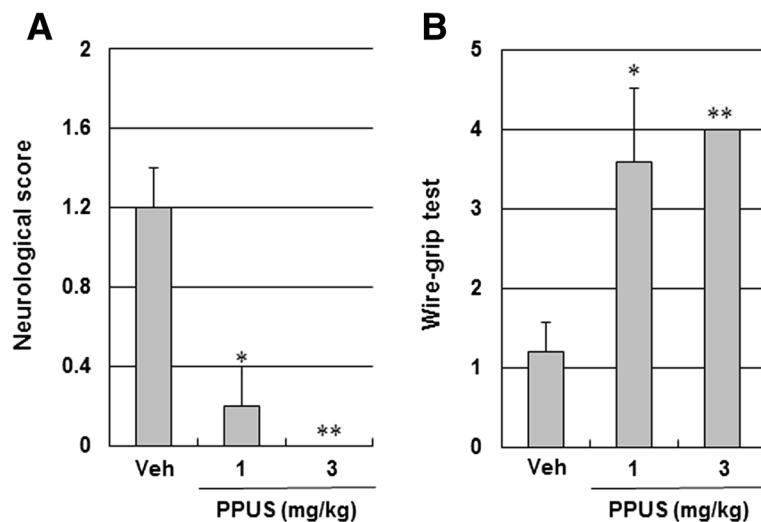 A
Neurological score
2
1.6
1.2
0.8
0.4
0
*
**
Veh
1
3
PPUS (mg/kg)
B
Wire-grip test
5
4
3
2
1
0
*
**
Veh
1
3
PPUS (mg/kg)